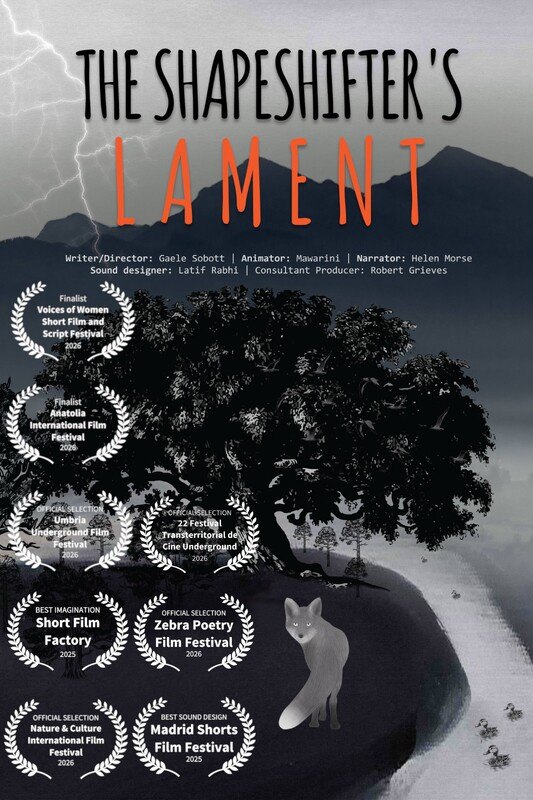 THE SHAPESHIFTER'S
LAMENT
Writer/Director: Gaele Sobott | Animator: Mawarini | Narrator: Helen Morse
Sound designer: Latif Rabhi | Consultant Producer: Robert Grieves
Finalist
Voices of Women
Short Film and
Script Festival
2026
Finalist
Anatolia
International Film
Festival
2026
OFFICIAL SELECTION
Umbria
Underground Film
Festival
2026
OFFICIAL SELECTION
22 Festival
Transterritorial de
Cine Underground
2026
BEST IMAGINATION
Short Film
Factory
2025
OFFICIAL SELECTION
Zebra Poetry
Film Festival
2026
OFFICIAL SELECTION
Nature & Culture
International Film
Festival
2026
BEST SOUND DESIGN
Madrid Shorts
Film Festival
2025